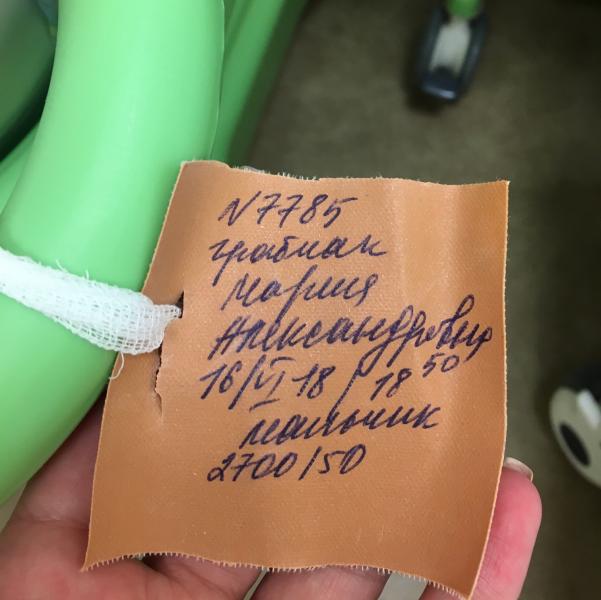 N7785
Грабчак
Мария
Александровна
16/VI 18 / 18 50
мальчик
2700/50